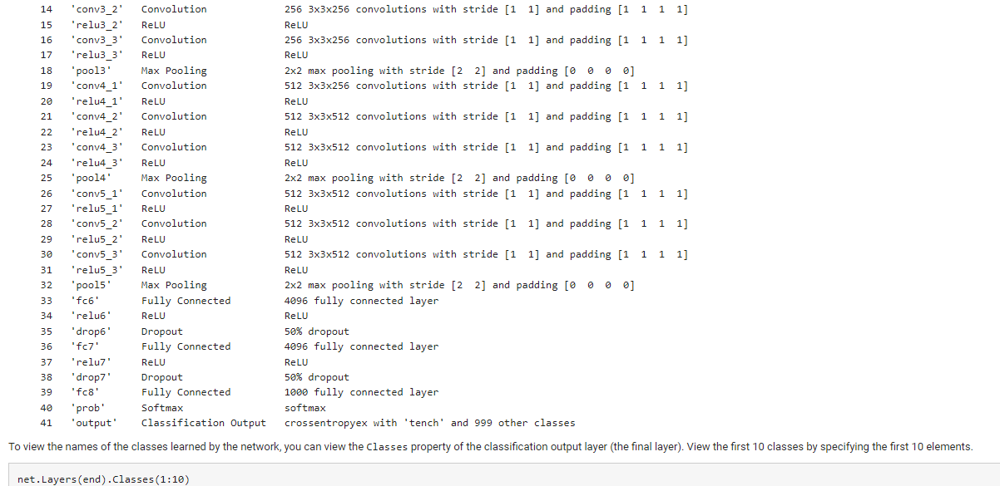 14 'conv3_2' Convolution 256 3x3x256 convolutions with stride [1 1] and padding [1 1 1 1]
15 'relu3_2' ReLU ReLU
16 'conv3_3' Convolution 256 3x3x256 convolutions with stride [1 1] and padding [1 1 1 1]
17 'relu3_3' ReLU ReLU
18 'pool3' Max Pooling 2x2 max pooling with stride [2 2] and padding [0 0 0 0]
19 'conv4_1' Convolution 512 3x3x256 convolutions with stride [1 1] and padding [1 1 1 1]
20 'relu4_1' ReLU ReLU
21 'conv4_2' Convolution 512 3x3x512 convolutions with stride [1 1] and padding [1 1 1 1]
22 'relu4_2' ReLU ReLU
23 'conv4_3' Convolution 512 3x3x512 convolutions with stride [1 1] and padding [1 1 1 1]
24 'relu4_3' ReLU ReLU
25 'pool4' Max Pooling 2x2 max pooling with stride [2 2] and padding [0 0 0 0]
26 'conv5_1' Convolution 512 3x3x512 convolutions with stride [1 1] and padding [1 1 1 1]
27 'relu5_1' ReLU ReLU
28 'conv5_2' Convolution 512 3x3x512 convolutions with stride [1 1] and padding [1 1 1 1]
29 'relu5_2' ReLU ReLU
30 'conv5_3' Convolution 512 3x3x512 convolutions with stride [1 1] and padding [1 1 1 1]
31 'relu5_3' ReLU ReLU
32 'pool5' Max Pooling 2x2 max pooling with stride [2 2] and padding [0 0 0 0]
33 'fc6' Fully Connected 4096 fully connected layer
34 'relu6' ReLU ReLU
35 'drop6' Dropout 50% dropout
36 'fc7' Fully Connected 4096 fully connected layer
37 'relu7' ReLU ReLU
38 'drop7' Dropout 50% dropout
39 'fc8' Fully Connected 1000 fully connected layer
40 'prob' Softmax softmax
41 'output' Classification Output crossentropyex with 'tench' and 999 other classes
To view the names of the classes learned by the network, you can view the Classes property of the classification output layer (the final layer). View the first 10 classes by specifying the first 10 elements.
net.Layers(end).Classes(1:10)